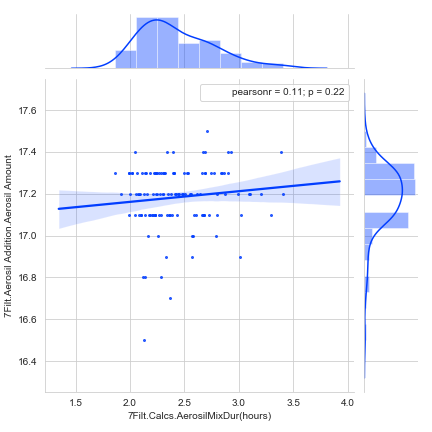 pearsonr = 0.11; p = 0.22
17.6
17.4
17.2
17.0
16.8
16.6
16.4
7Filt.Aerosil Addition.Aerosil Amount
1.5 2.0 2.5 3.0 3.5 4.0
7Filt.Calcs.AerosilMixDur(hours)